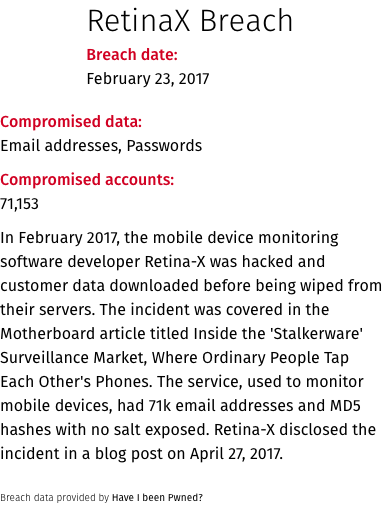 RetinaX Breach
Breach date:
February 23, 2017
Compromised data:
Email addresses, Passwords
Compromised accounts:
71,153
In February 2017, the mobile device monitoring
software developer Retina-X was hacked and
customer data downloaded before being wiped from
their servers. The incident was covered in the
Motherboard article titled Inside the 'Stalkerware'
Surveillance Market, Where Ordinary People Tap
Each Other's Phones. The service, used to monitor
mobile devices, had 71k email addresses and MD5
hashes with no salt exposed. Retina-X disclosed the
incident in a blog post on April 27, 2017.
Breach data provided by Have I been Pwned?